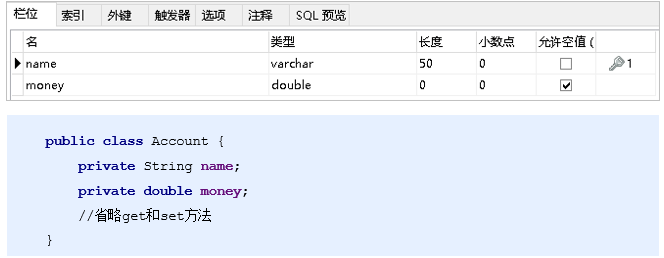 栏位 索引 外键 触发器 选项 注释 SQL 预览
名 类型 长度 小数点 允许空值 (
name varchar 50 0 1
money double 0 0
public class Account {
private String name;
private double money;
//省略get和set方法
}